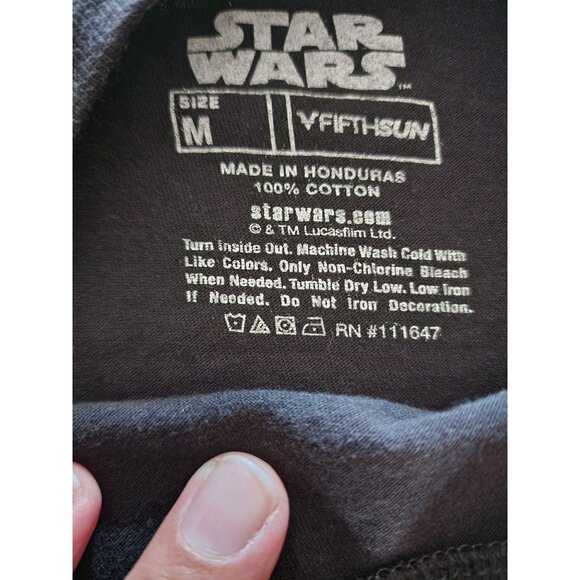 STAR
WARS
TM
SIZE
M
FIFTHSUN
MADE IN HONDURAS
100% COTTON
starwars.com
© & TM Lucasfilm Ltd.
Turn Inside Out. Machine Wash Cold With
Like Colors. Only Non-Chlorine Bleach
When Needed. Tumble Dry Low. Low Iron
If Needed. Do Not Iron Decoration.
RN #111647